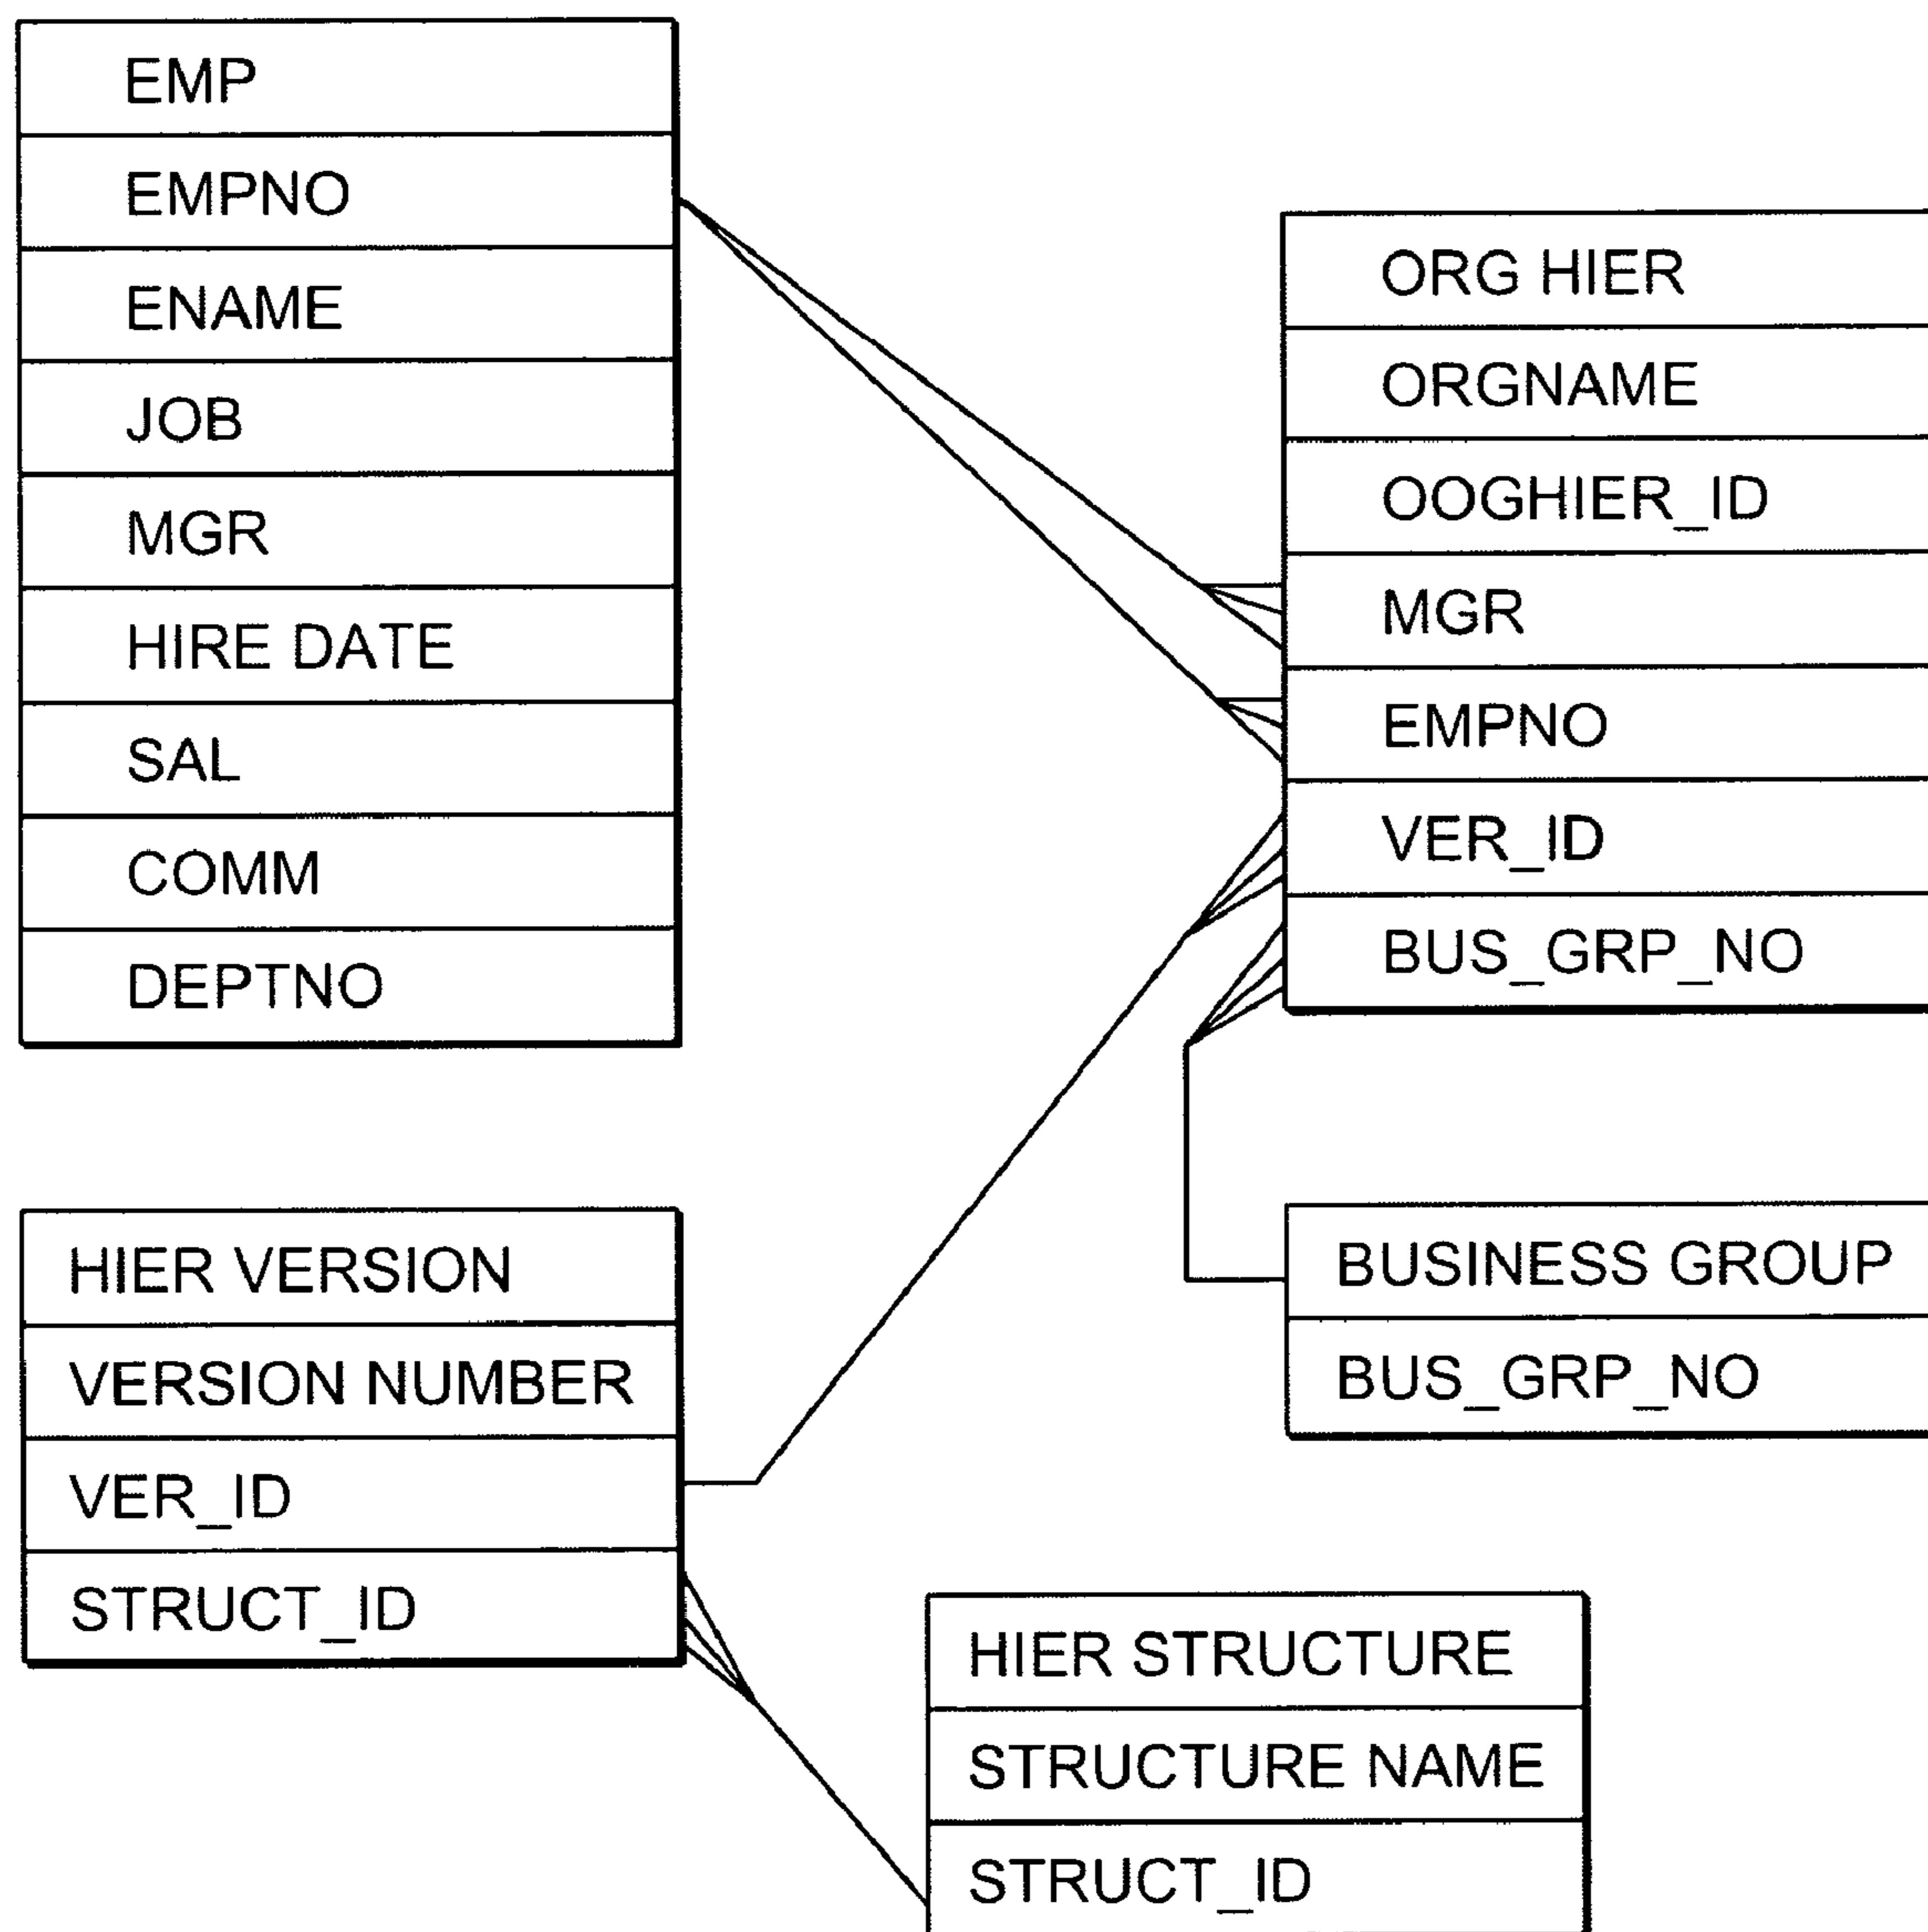 EMP
EMPNO
ENAME
JOB
MGR
HIRE DATE
SAL
COMM
DEPTNO
ORG HIER
ORGNAME
OOGHIER_ID
MGR
EMPNO
VER_ID
BUS_GRP_NO
HIER VERSION
VERSION NUMBER
VER_ID
STRUCT_ID
BUSINESS GROUP
BUS_GRP_NO
HIER STRUCTURE
STRUCTURE NAME
STRUCT_ID